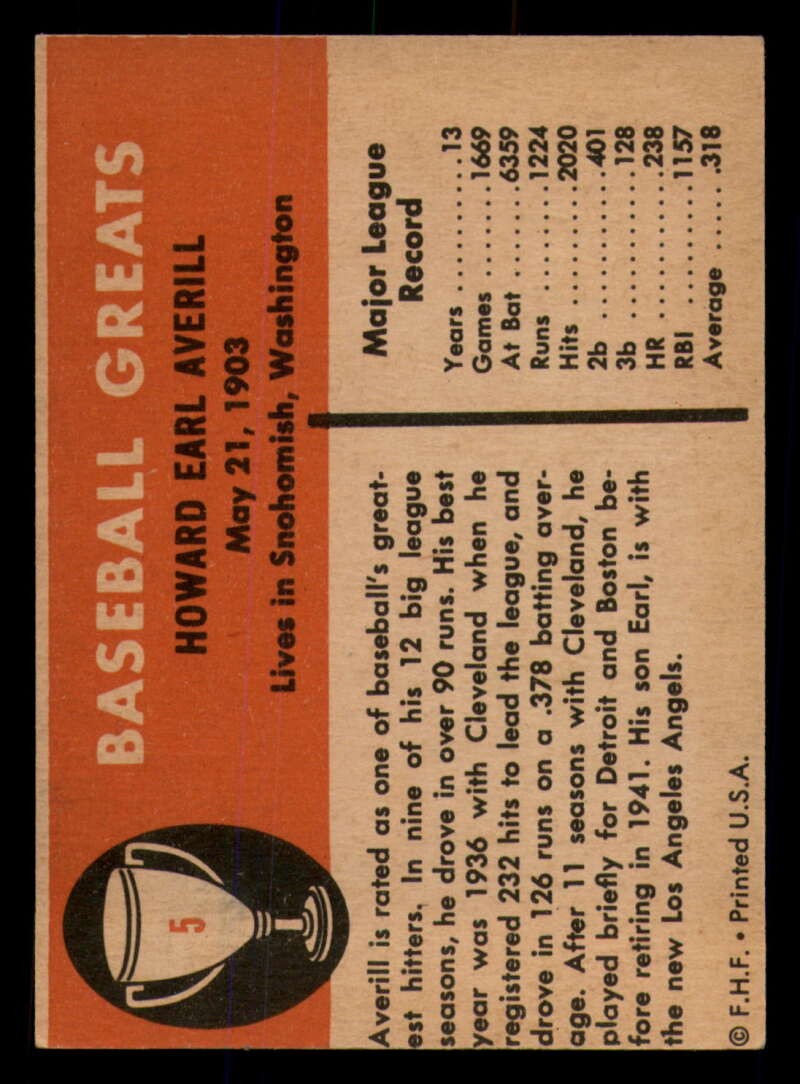 BASEBALL GREATS
HOWARD EARL AVERILL
May 21, 1903
Lives in Snohomish, Washington
5
Averill is rated as one of baseball's great-
est hitters. In nine of his 12 big league
seasons, he drove in over 90 runs. His best
year was 1936 with Cleveland when he
registered 232 hits to lead the league, and
drove in 126 runs on a .378 batting aver-
age. After 11 seasons with Cleveland, he
played briefly for Detroit and Boston be-
fore retiring in 1941. His son Earl, is with
the new Los Angeles Angels.
© F.H.F. • Printed U.S.A.
Major League
Record
Years .......... 13
Games ....... 1669
At Bat ........ 6359
Runs .......... 1224
Hits ........... 2020
2b ............. 401
3b ............. 128
HR ............ 238
RBI ........... 1157
Average ..... .318